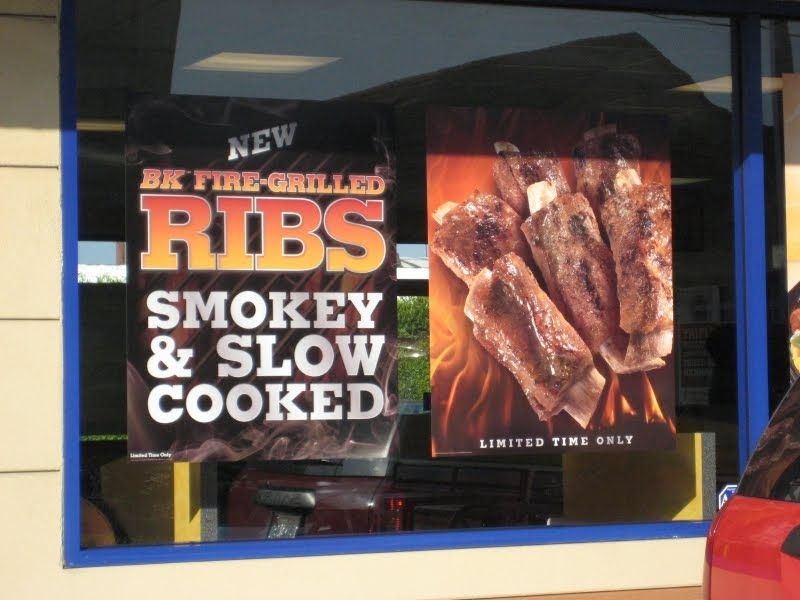 NEW
BK FIRE-GRILLED
RIBS
SMOKEY
& SLOW
COOKED
Limited Time Only
LIMITED TIME ONLY